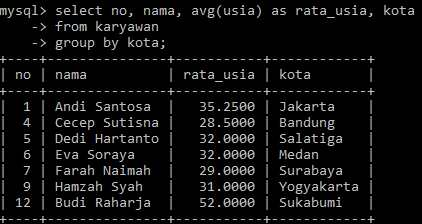 mysql> select no, nama, avg(usia) as rata_usia, kota
    -> from karyawan
    -> group by kota;
+----+----------------+-----------+------------+
| no | nama           | rata_usia | kota       |
+----+----------------+-----------+------------+
|  1 | Andi Santosa   |   35.2500 | Jakarta    |
|  4 | Cecep Sutisna  |   28.5000 | Bandung    |
|  5 | Dedi Hartanto  |   32.0000 | Salatiga   |
|  6 | Eva Soraya     |   32.0000 | Medan      |
|  7 | Farah Naimah   |   29.0000 | Surabaya   |
|  9 | Hamzah Syah    |   31.0000 | Yogyakarta |
| 12 | Budi Raharja   |   52.0000 | Sukabumi   |
+----+----------------+-----------+------------+